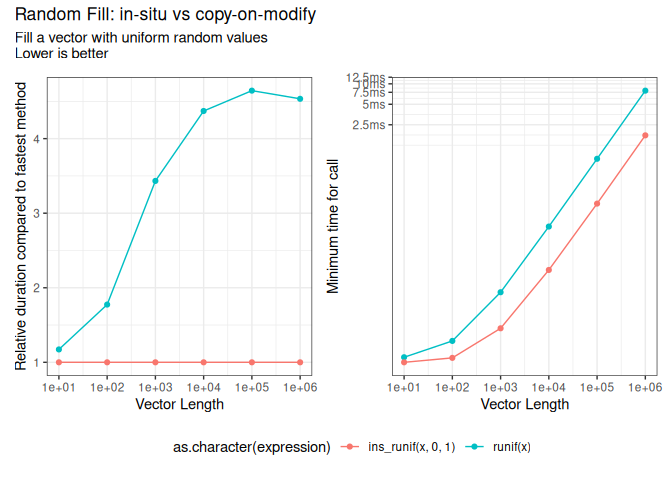 Random Fill: in-situ vs copy-on-modify
Fill a vector with uniform random values
Lower is better
Relative duration compared to fastest method
4
3
2
1
1e+01 1e+02 1e+03 1e+04 1e+05 1e+06
Vector Length
Minimum time for call
12.5ms
10ms
7.5ms
5ms
2.5ms
1e+01 1e+02 1e+03 1e+04 1e+05 1e+06
Vector Length
as.character(expression) ins_runif(x, 0, 1) runif(x)